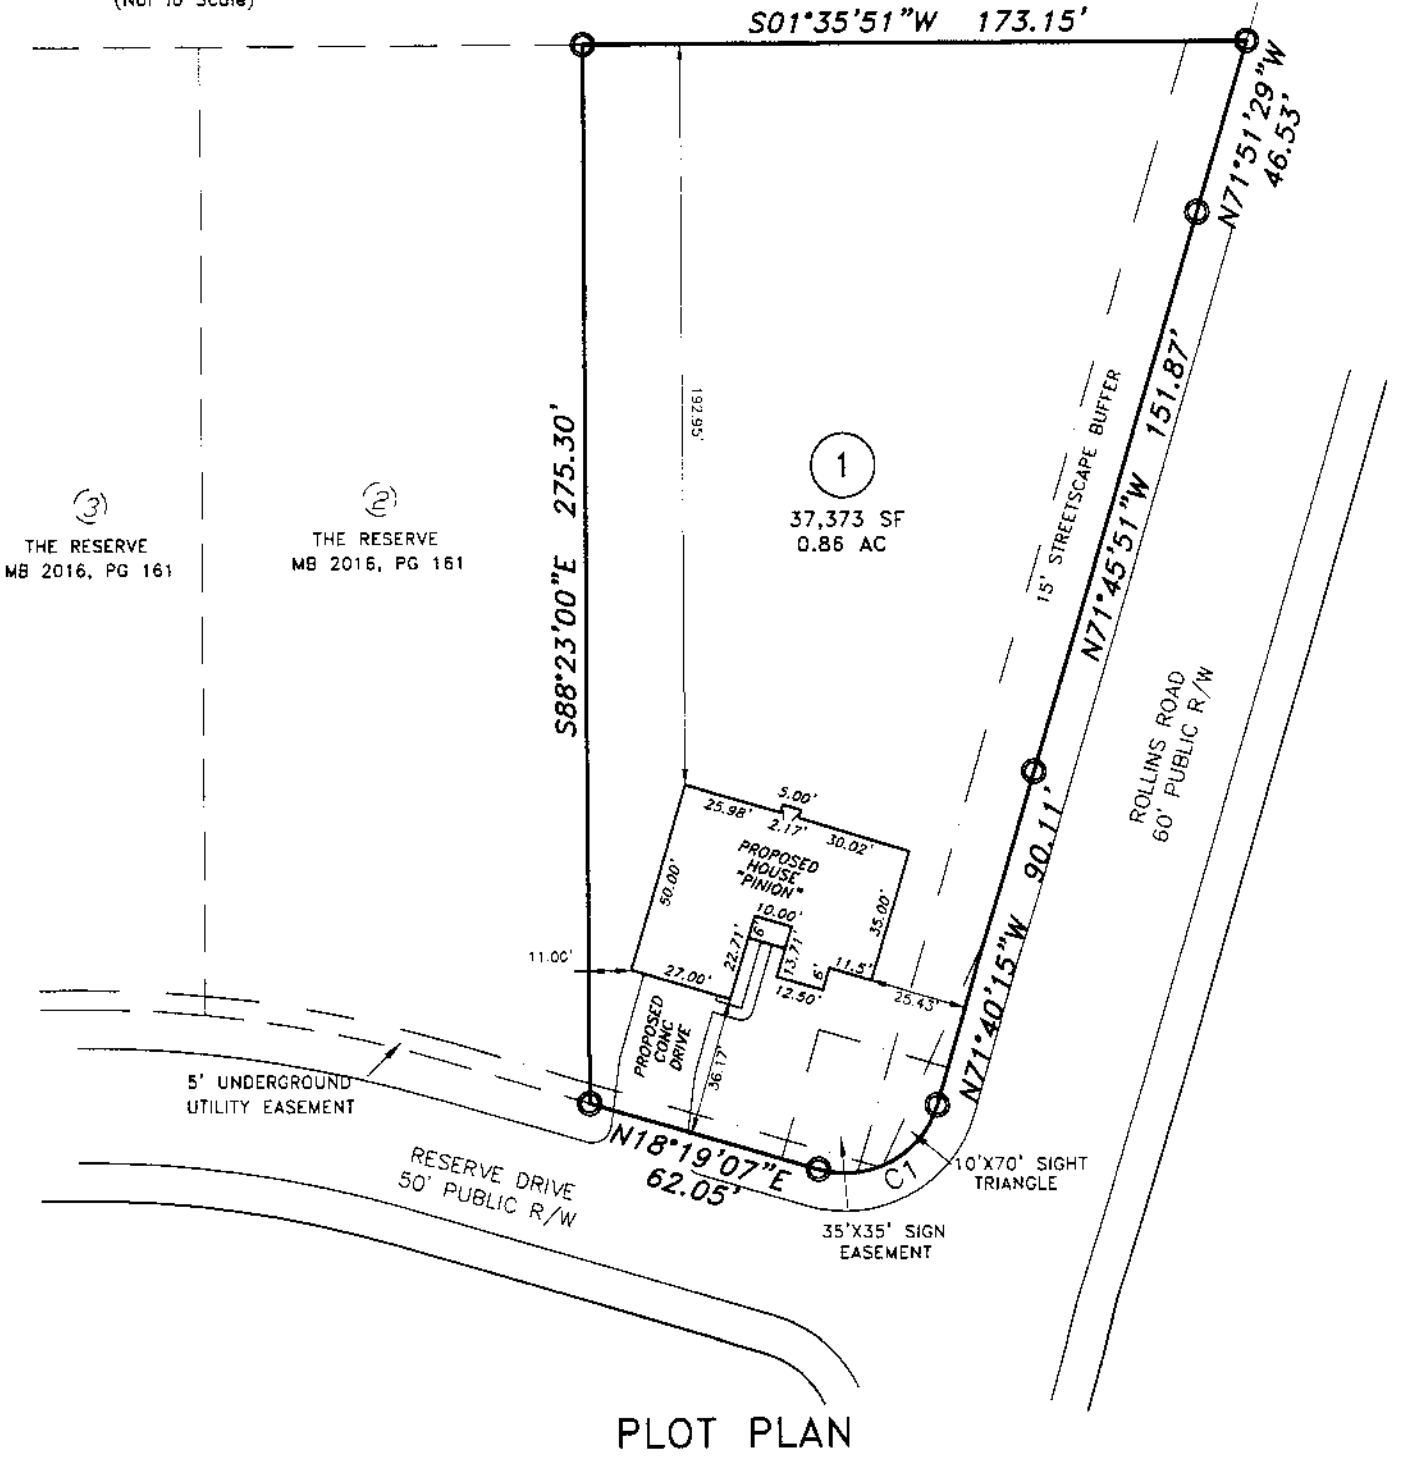 (Not to Scale)
S01°35'51"W 173.15'
N71°51'29"W
46.53'
192.95'
S88°23'00"E 275.30'
N71°45'51"W 151.87'
15' STREETSCAPE BUFFER
1
37,373 SF
0.86 AC
3
THE RESERVE
MB 2016, PG 161
2
THE RESERVE
MB 2016, PG 161
ROLLINS ROAD
60' PUBLIC R/W
5.00'
25.98'
2.17'
30.02'
PROPOSED
HOUSE
"PINION"
50.00'
35.00'
10.00'
6'
22.71'
13.71'
6'
11.5'
11.00'
27.00'
12.50'
25.43'
N71°40'15"W 90.11'
PROPOSED
CONC
DRIVE
36.17'
5' UNDERGROUND
UTILITY EASEMENT
N18°19'07"E
62.05'
C1
10'X70' SIGHT
TRIANGLE
RESERVE DRIVE
50' PUBLIC R/W
35'X35' SIGN
EASEMENT
PLOT PLAN